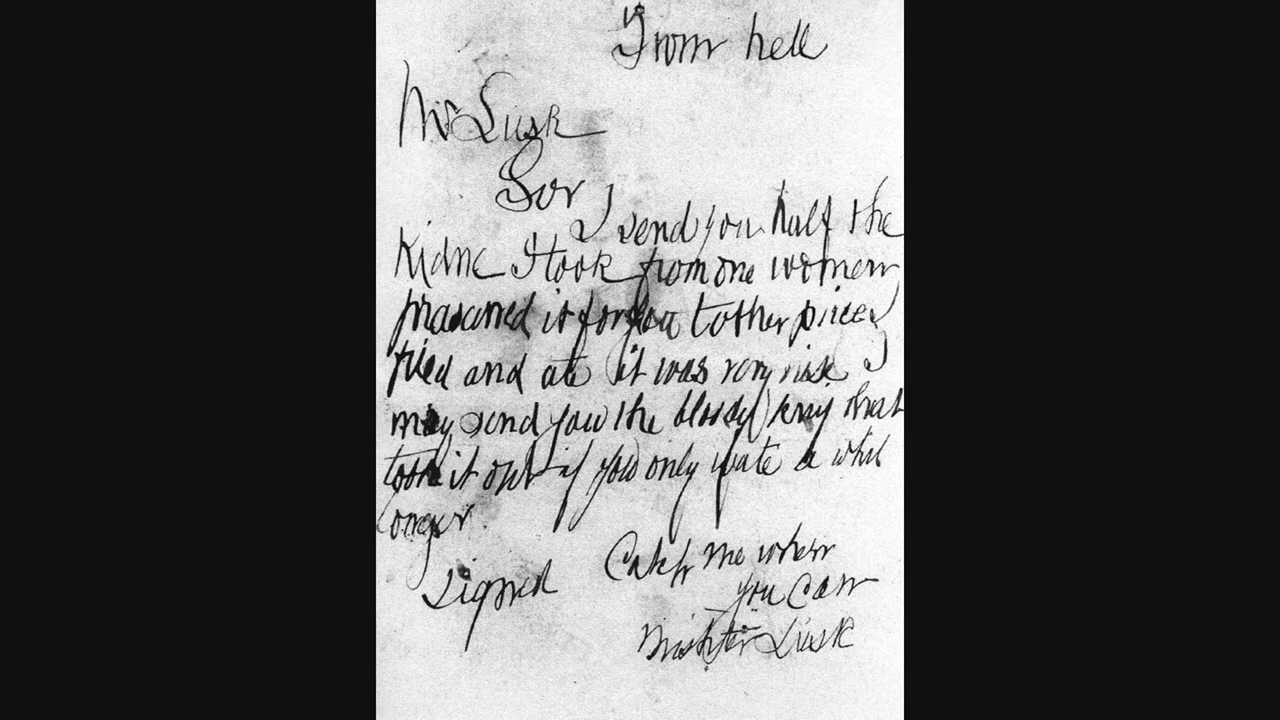 From hell
Mr Lusk
Sor
I send you half the
Kidne I took from one women
prasarved it for you tother piece I
fried and ate it was very nise I
may send you the bloody knif that
took it out if you only wate a whil
longer.
Signed Catch me when
you Can
Mishter Lusk